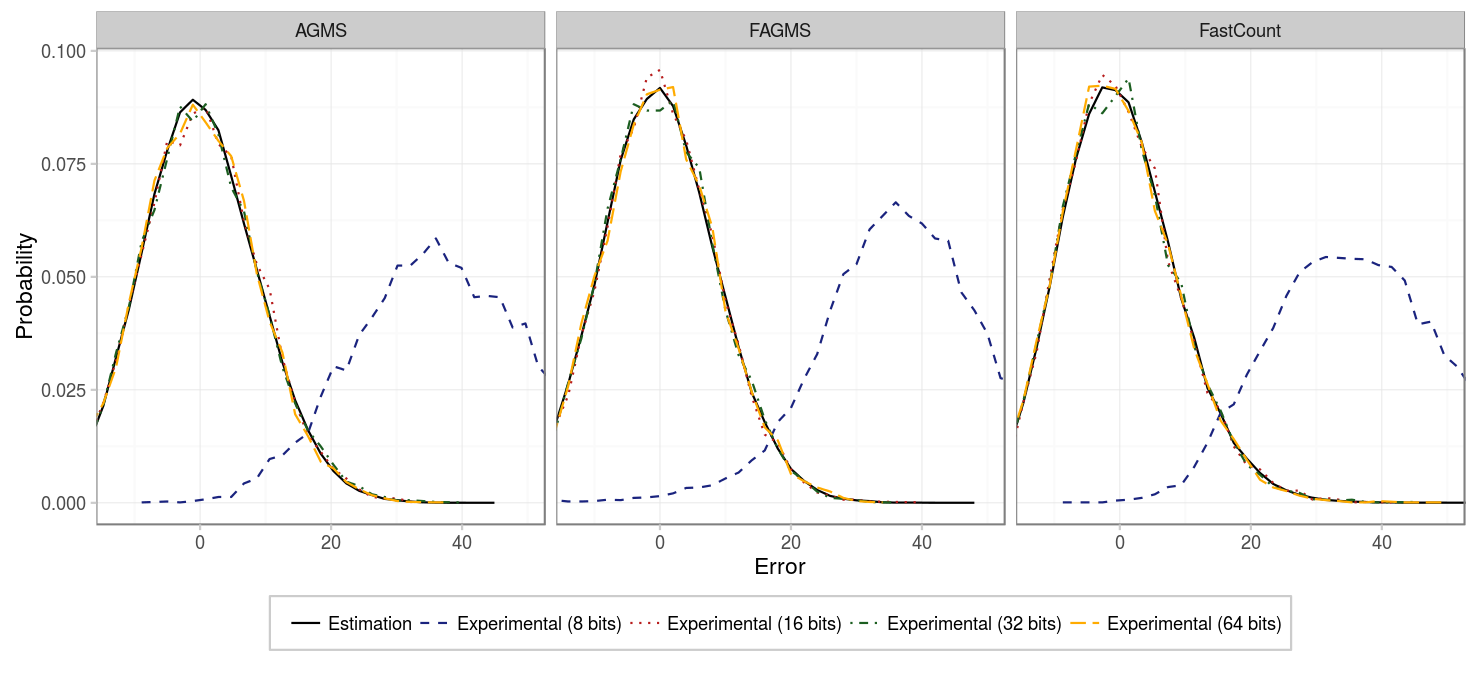 AGMS FAGMS FastCount
0.100
0.075
0.050
0.025
0.000
Probability
0 20 40 0 20 40 0 20 40
Error
Estimation Experimental (8 bits) Experimental (16 bits) Experimental (32 bits) Experimental (64 bits)